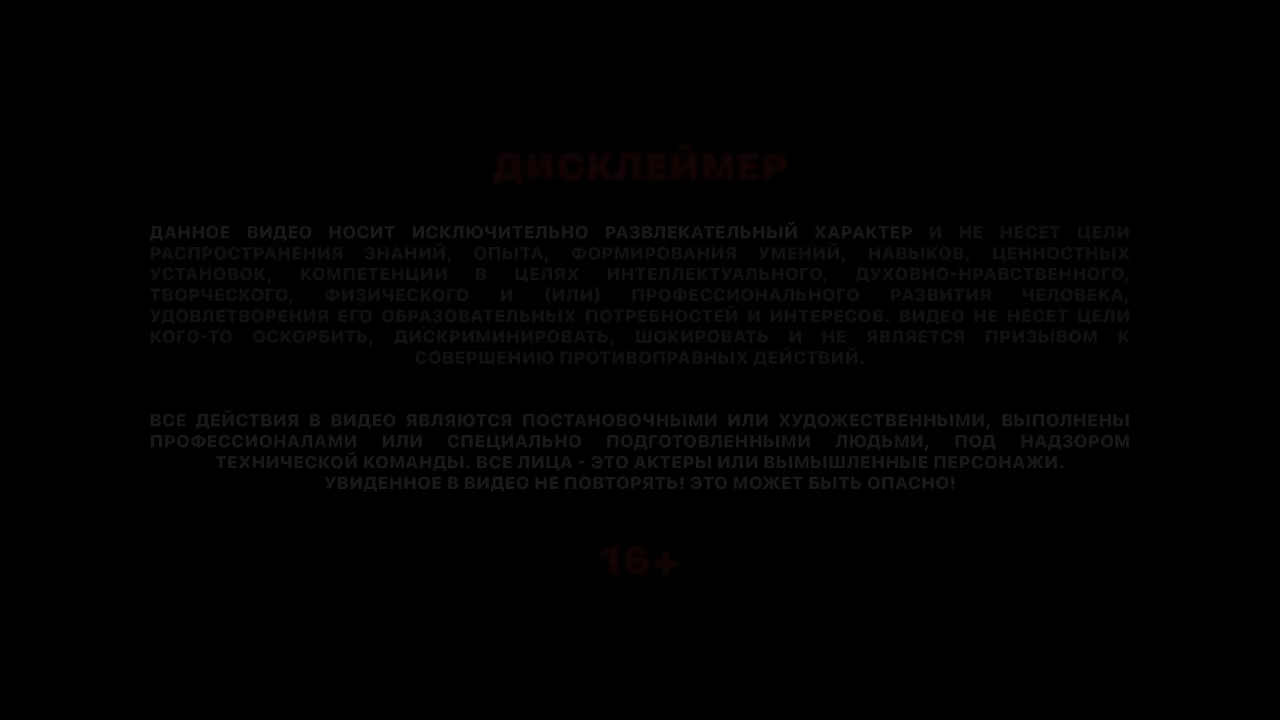 ДИСКЛЕЙМЕР
ДАННОЕ ВИДЕО НОСИТ ИСКЛЮЧИТЕЛЬНО РАЗВЛЕКАТЕЛЬНЫЙ ХАРАКТЕР И НЕ НЕСЕТ ЦЕЛИ
РАСПРОСТРАНЕНИЯ ЗНАНИЙ, ОПЫТА, ФОРМИРОВАНИЯ УМЕНИЙ, НАВЫКОВ, ЦЕННОСТНЫХ
УСТАНОВОК, КОМПЕТЕНЦИИ В ЦЕЛЯХ ИНТЕЛЛЕКТУАЛЬНОГО, ДУХОВНО-НРАВСТВЕННОГО,
ТВОРЧЕСКОГО, ФИЗИЧЕСКОГО И (ИЛИ) ПРОФЕССИОНАЛЬНОГО РАЗВИТИЯ ЧЕЛОВЕКА,
УДОВЛЕТВОРЕНИЯ ЕГО ОБРАЗОВАТЕЛЬНЫХ ПОТРЕБНОСТЕЙ И ИНТЕРЕСОВ. ВИДЕО НЕ НЕСЕТ ЦЕЛИ
КОГО-ТО ОСКОРБИТЬ, ДИСКРИМИНИРОВАТЬ, ШОКИРОВАТЬ И НЕ ЯВЛЯЕТСЯ ПРИЗЫВОМ К
СОВЕРШЕНИЮ ПРОТИВОПРАВНЫХ ДЕЙСТВИЙ.
ВСЕ ДЕЙСТВИЯ В ВИДЕО ЯВЛЯЮТСЯ ПОСТАНОВОЧНЫМИ ИЛИ ХУДОЖЕСТВЕННЫМИ, ВЫПОЛНЕНЫ
ПРОФЕССИОНАЛАМИ ИЛИ СПЕЦИАЛЬНО ПОДГОТОВЛЕННЫМИ ЛЮДЬМИ, ПОД НАДЗОРОМ
ТЕХНИЧЕСКОЙ КОМАНДЫ. ВСЕ ЛИЦА - ЭТО АКТЕРЫ ИЛИ ВЫМЫШЛЕННЫЕ ПЕРСОНАЖИ.
УВИДЕННОЕ В ВИДЕО НЕ ПОВТОРЯТЬ! ЭТО МОЖЕТ БЫТЬ ОПАСНО!
16+